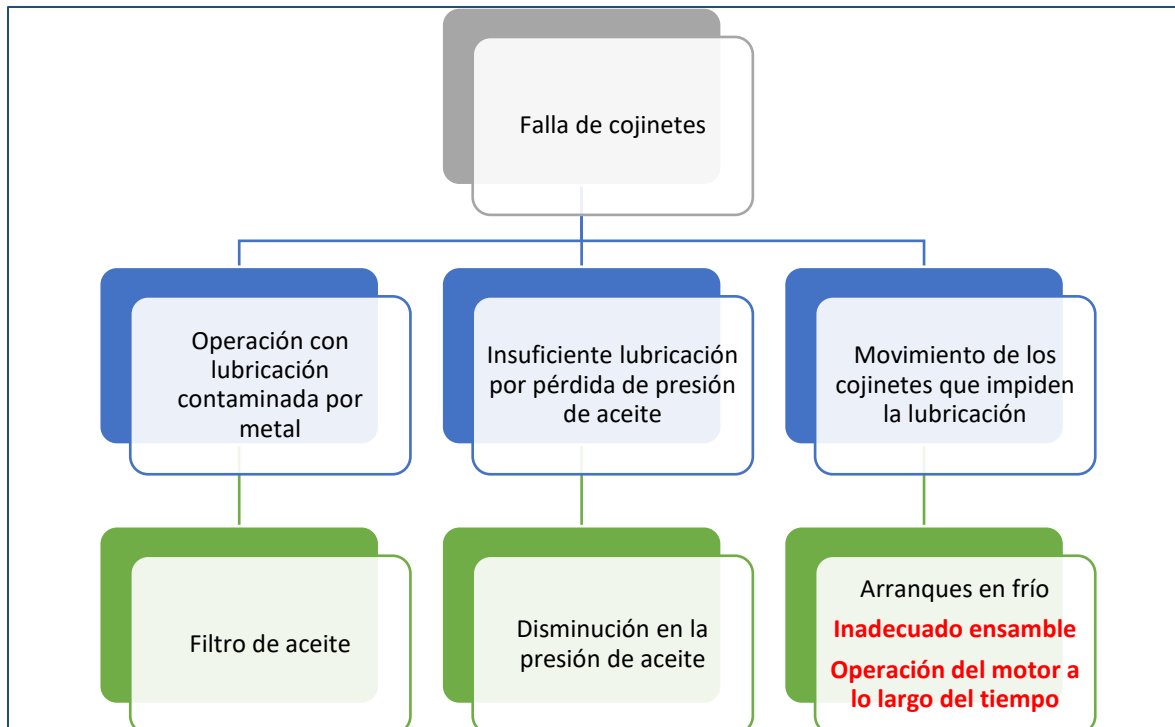 Falla de cojinetes
Operación con
lubricación
contaminada por
metal
Insuficiente lubricación
por pérdida de presión
de aceite
Movimiento de los
cojinetes que impiden
la lubricación
Filtro de aceite
Disminución en la
presión de aceite
Arranques en frío
Inadecuado ensamble
Operación del motor a
lo largo del tiempo